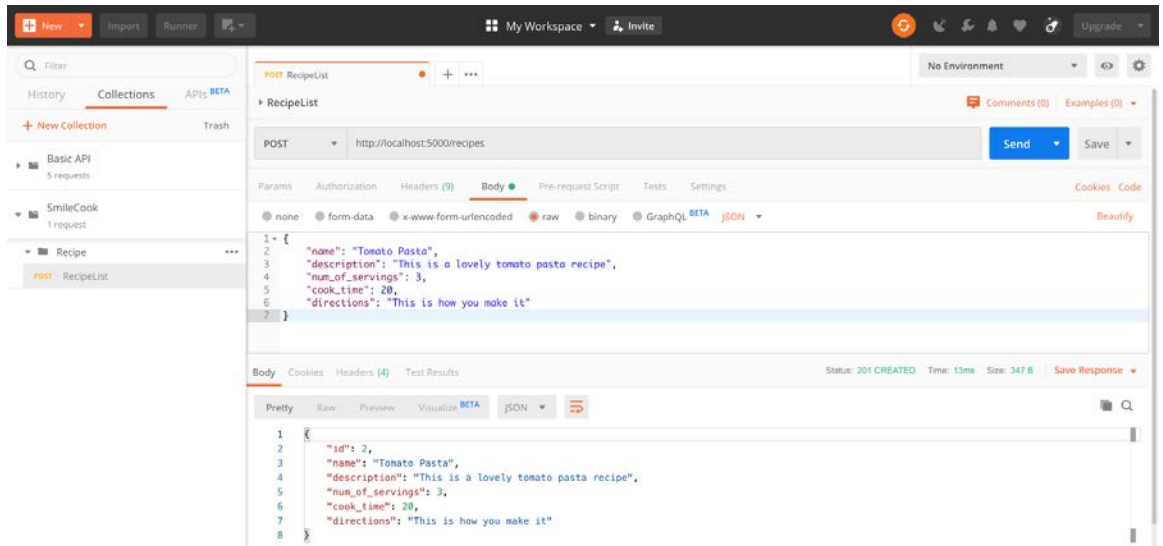 New Import Runner My Workspace Invite Upgrade
Filter
History Collections APIs BETA
+ New Collection Trash
Basic API
5 requests
SmileCook
1 request
Recipe
POST RecipeList
POST RecipeList + ••• No Environment
RecipeList Comments (0) Examples (0)
POST http://localhost:5000/recipes Send Save
Params Authorization Headers (9) Body Pre-request Script Tests Settings Cookies Code
none form-data x-www-form-urlencoded raw binary GraphQL BETA JSON Beautify
1 {
2 "name": "Tomato Pasta",
3 "description": "This is a lovely tomato pasta recipe",
4 "num_of_servings": 3,
5 "cook_time": 20,
6 "directions": "This is how you make it"
7 }
Body Cookies Headers (4) Test Results Status: 201 CREATED Time: 13ms Size: 347 B Save Response
Pretty Raw Preview Visualize BETA JSON
1 {
2 "id": 2,
3 "name": "Tomato Pasta",
4 "description": "This is a lovely tomato pasta recipe",
5 "num_of_servings": 3,
6 "cook_time": 20,
7 "directions": "This is how you make it"
8 }